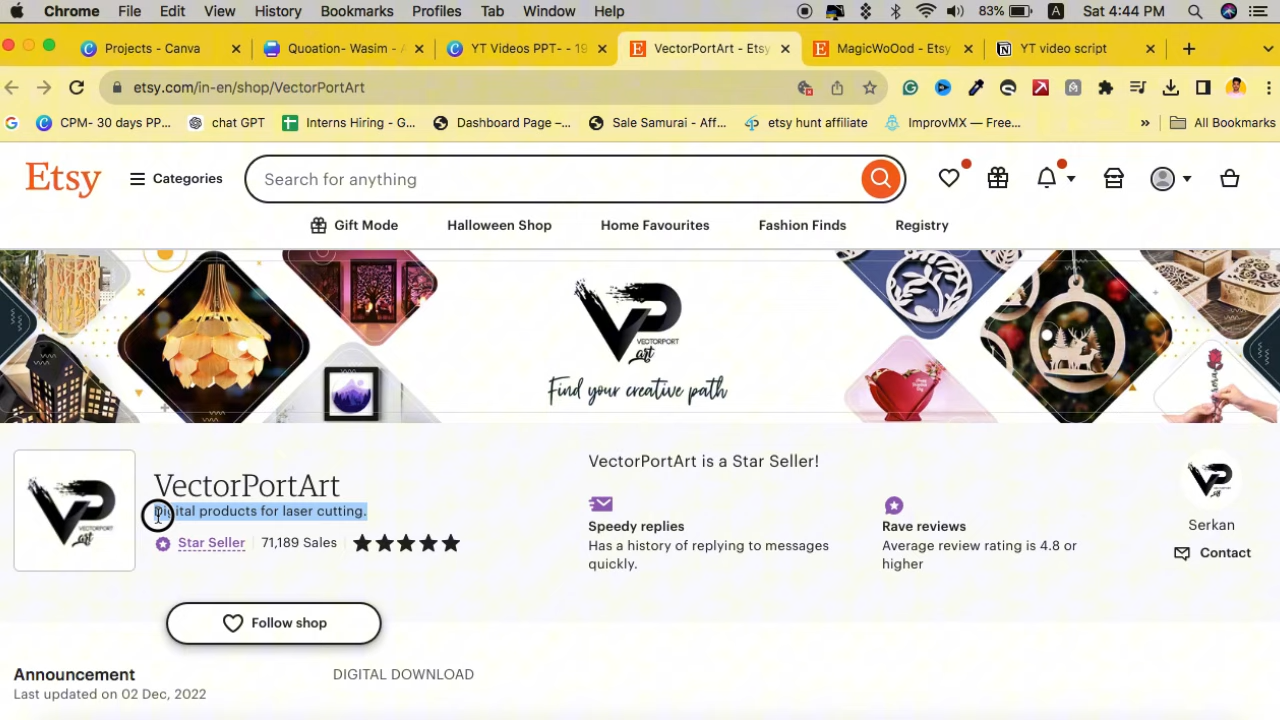 Chrome File Edit View History Bookmarks Profiles Tab Window Help 83% A Sat 4:44 PM
Projects - Canva Quoation- Wasim - YT Videos PPT- - 19 VectorPortArt - Etsy MagicWoOod - Etsy YT video script
etsy.com/in-en/shop/VectorPortArt
CPM- 30 days PP... chat GPT Interns Hiring - G... Dashboard Page –... Sale Samurai - Aff... etsy hunt affiliate ImprovMX — Free... » All Bookmarks
Etsy Categories Search for anything
Gift Mode Halloween Shop Home Favourites Fashion Finds Registry
VP
VECTORPORT
art
Find your creative path
VectorPortArt is a Star Seller!
VP
VECTORPORT
art
VectorPortArt
Digital products for laser cutting.
Star Seller 71,189 Sales
Speedy replies
Has a history of replying to messages
quickly.
Rave reviews
Average review rating is 4.8 or
higher
Serkan
Contact
Follow shop
Announcement
Last updated on 02 Dec, 2022
DIGITAL DOWNLOAD